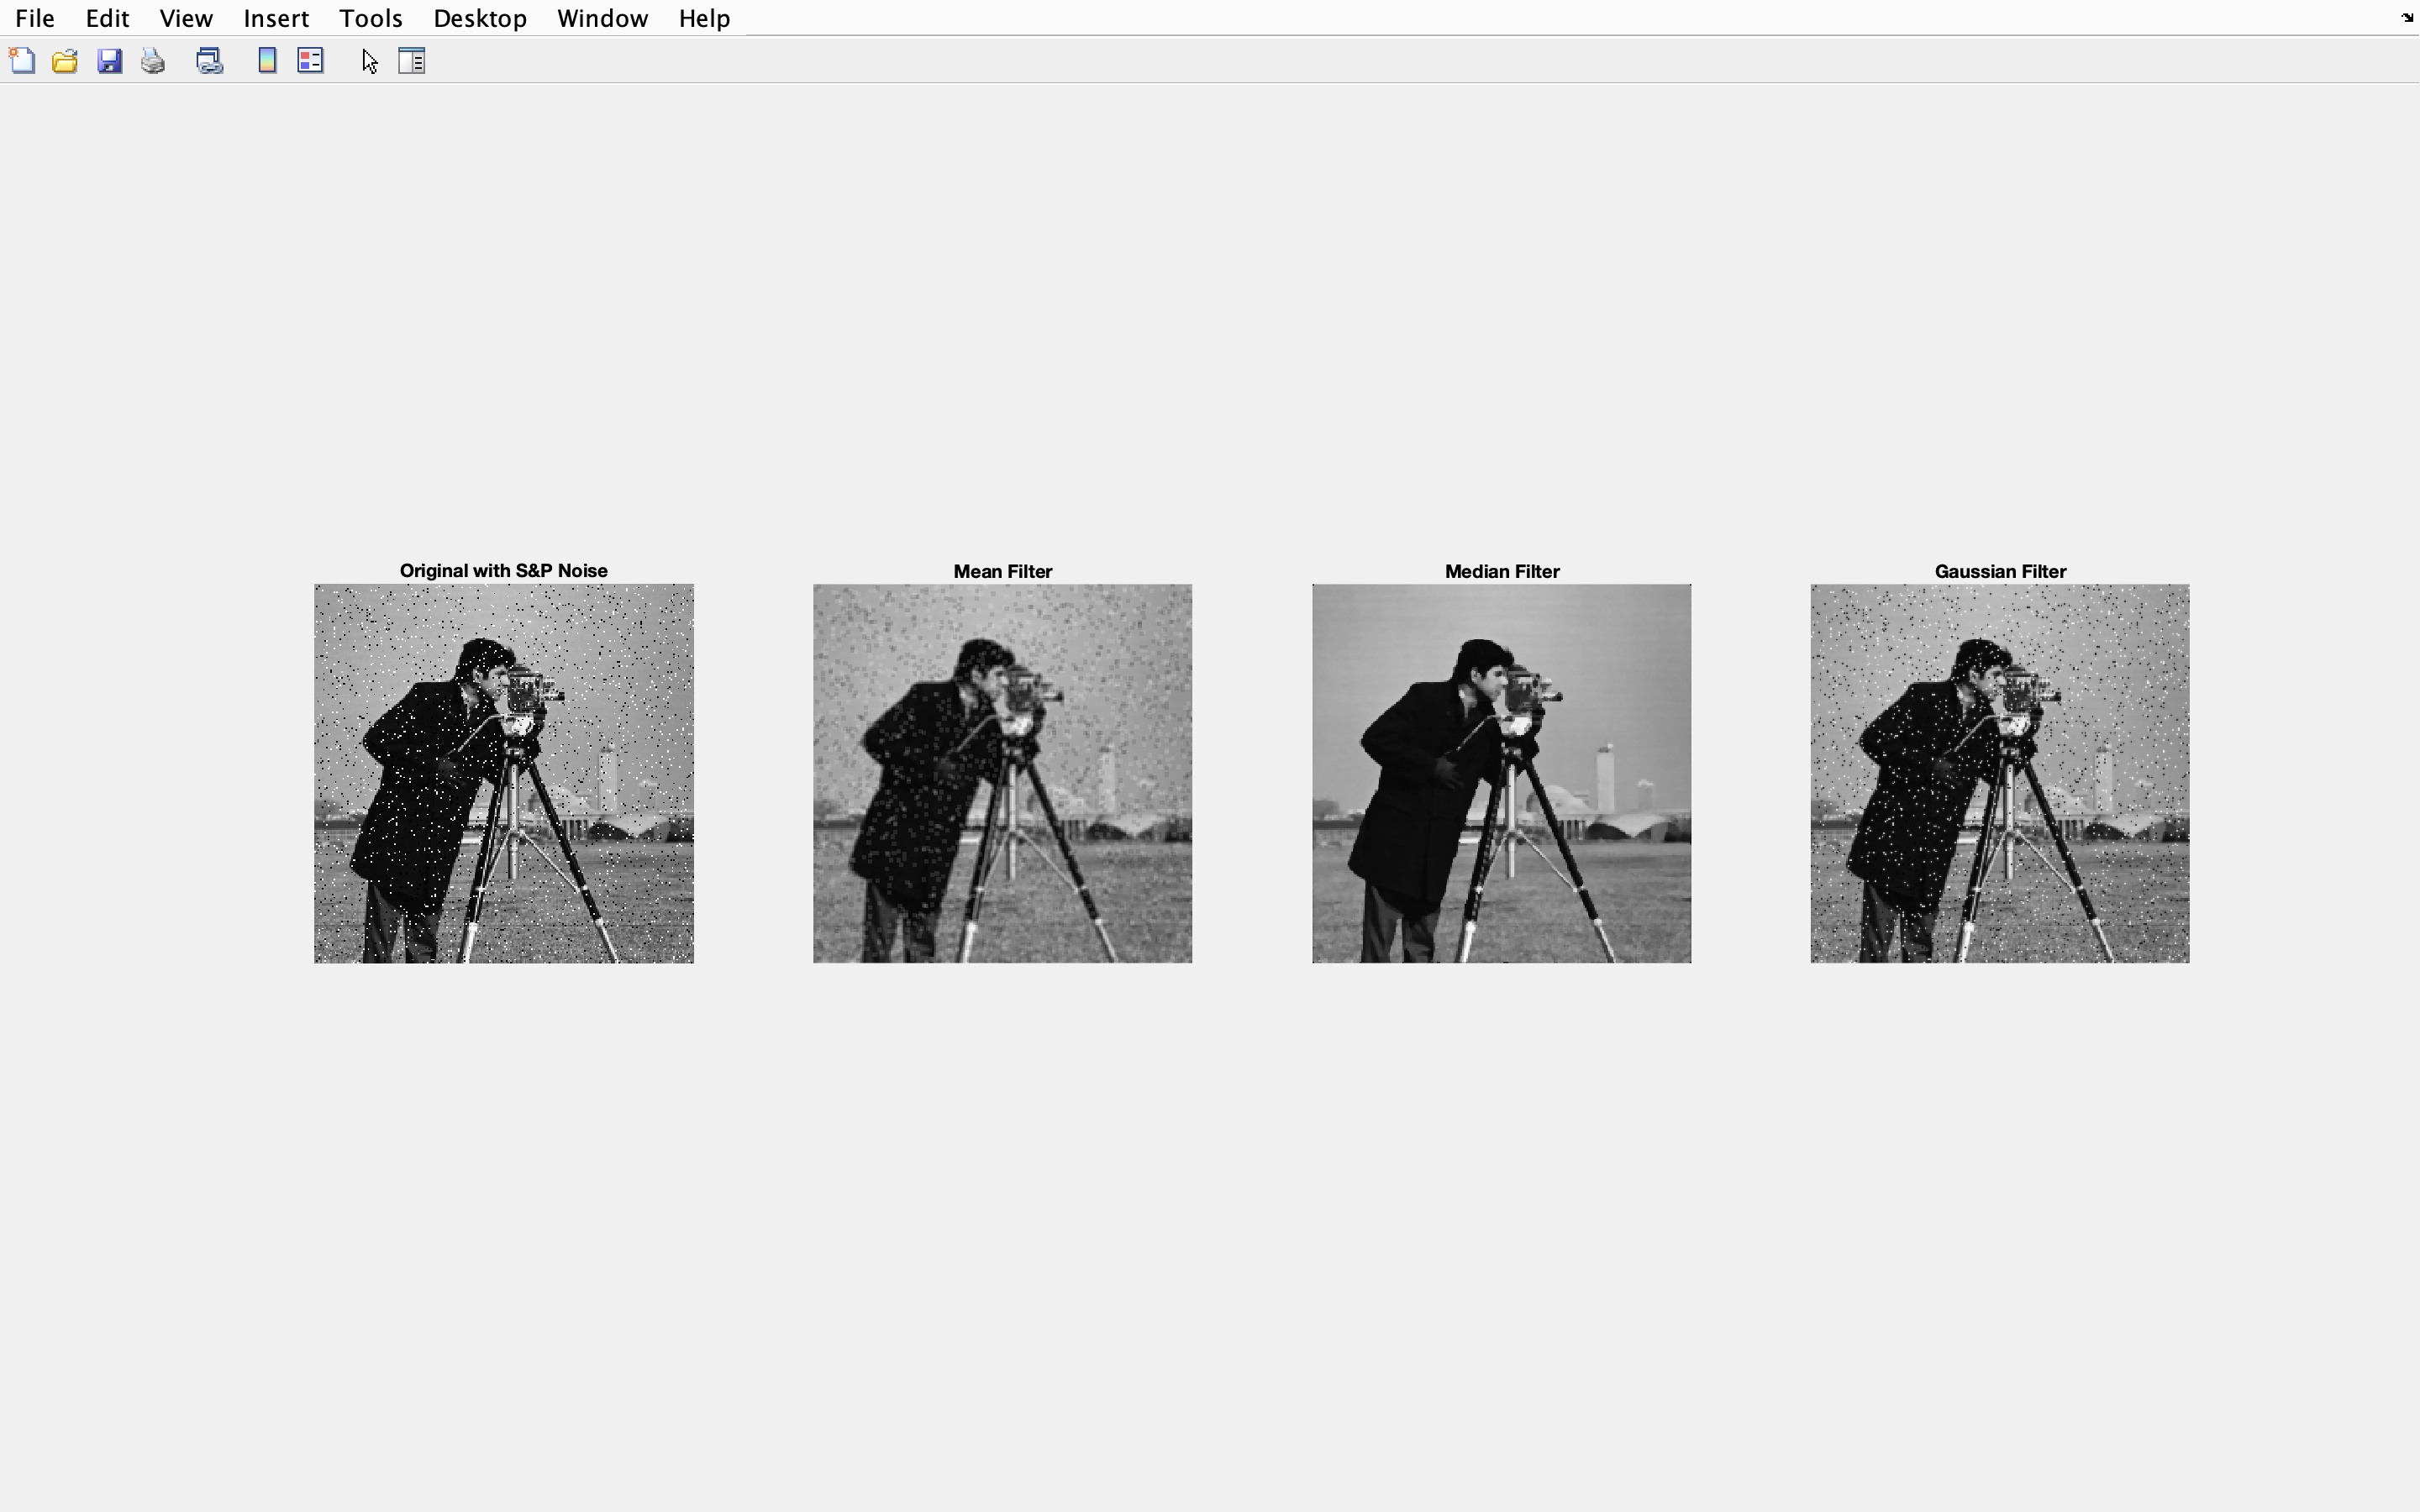 File Edit View Insert Tools Desktop Window Help
Original with S&P Noise
Mean Filter
Median Filter
Gaussian Filter